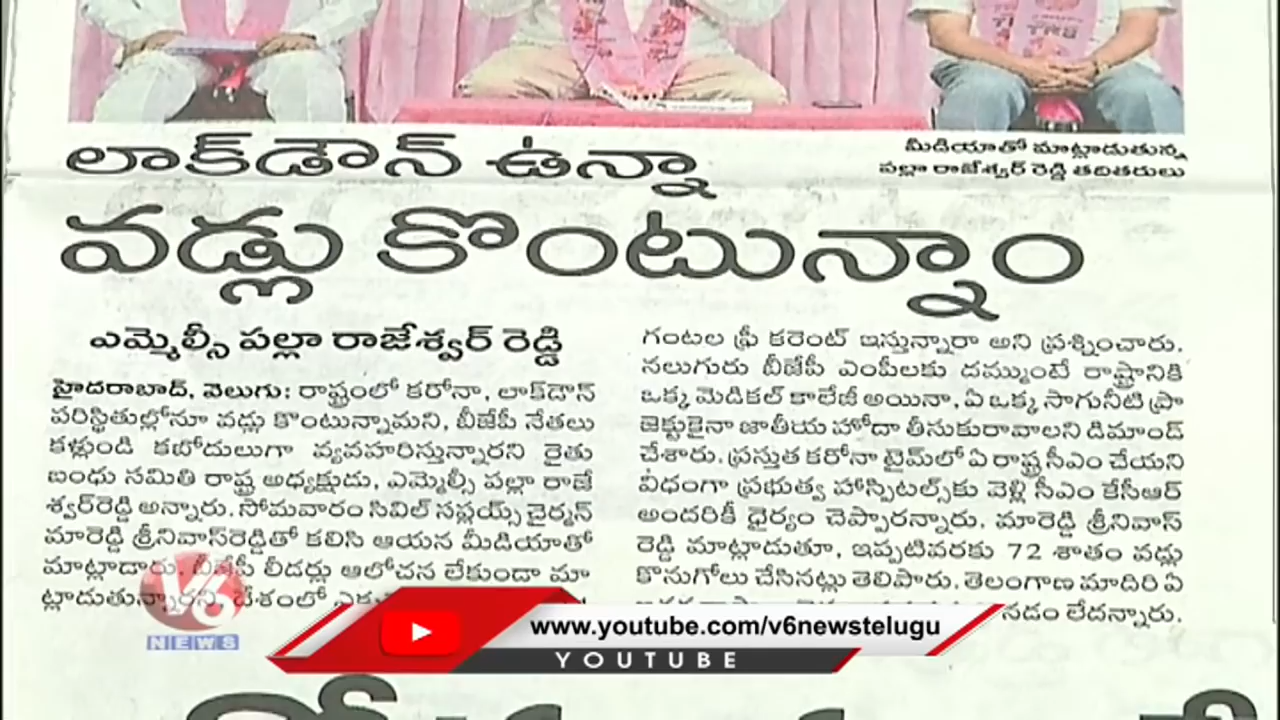 మీడియాతో మాట్లాడుతున్న
పల్లా రాజేశ్వర్ రెడ్డి తదితరులు
లాక్‌డౌన్ ఉన్నా
వడ్లు కొంటున్నాం
ఎమ్మెల్సీ పల్లా రాజేశ్వర్ రెడ్డి
హైదరాబాద్, వెలుగు: రాష్ట్రంలో కరోనా, లాక్‌డౌన్
పరిస్థితుల్లోనూ వడ్లు కొంటున్నామని, బీజేపీ నేతలు
కళ్లుండి కబోదులుగా వ్యవహరిస్తున్నారని రైతు
బంధు సమితి రాష్ట్ర అధ్యక్షుడు, ఎమ్మెల్సీ పల్లా రాజే
శ్వర్‌రెడ్డి అన్నారు. సోమవారం సివిల్ సప్లయ్స్ చైర్మన్
మారెడ్డి శ్రీనివాస్‌రెడ్డితో కలిసి ఆయన మీడియాతో
మాట్లాడారు. బీజేపీ లీడర్లు ఆలోచన లేకుండా మా
ట్లాడుతున్నారని, దేశంలో
గంటల ఫ్రీ కరెంట్ ఇస్తున్నారా అని ప్రశ్నించారు.
నలుగురు బీజేపీ ఎంపీలకు దమ్ముంటే రాష్ట్రానికి
ఒక్క మెడికల్ కాలేజీ అయినా, ఏ ఒక్క సాగునీటి ప్రా
జెక్టుకైనా జాతీయ హోదా తీసుకురావాలని డిమాండ్
చేశారు. ప్రస్తుత కరోనా టైమ్‌లో ఏ రాష్ట్ర సీఎం చేయని
విధంగా ప్రభుత్వ హాస్పిటల్స్‌కు వెళ్లి సీఎం కేసీఆర్
అందరికీ ధైర్యం చెప్పారన్నారు. మారెడ్డి శ్రీనివాస్
రెడ్డి మాట్లాడుతూ, ఇప్పటివరకు 72 శాతం వడ్లు
కొనుగోలు చేసినట్లు తెలిపారు. తెలంగాణ మాదిరి ఏ
నడం లేదన్నారు.
V6
NEWS
www.youtube.com/v6newstelugu
YOUTUBE